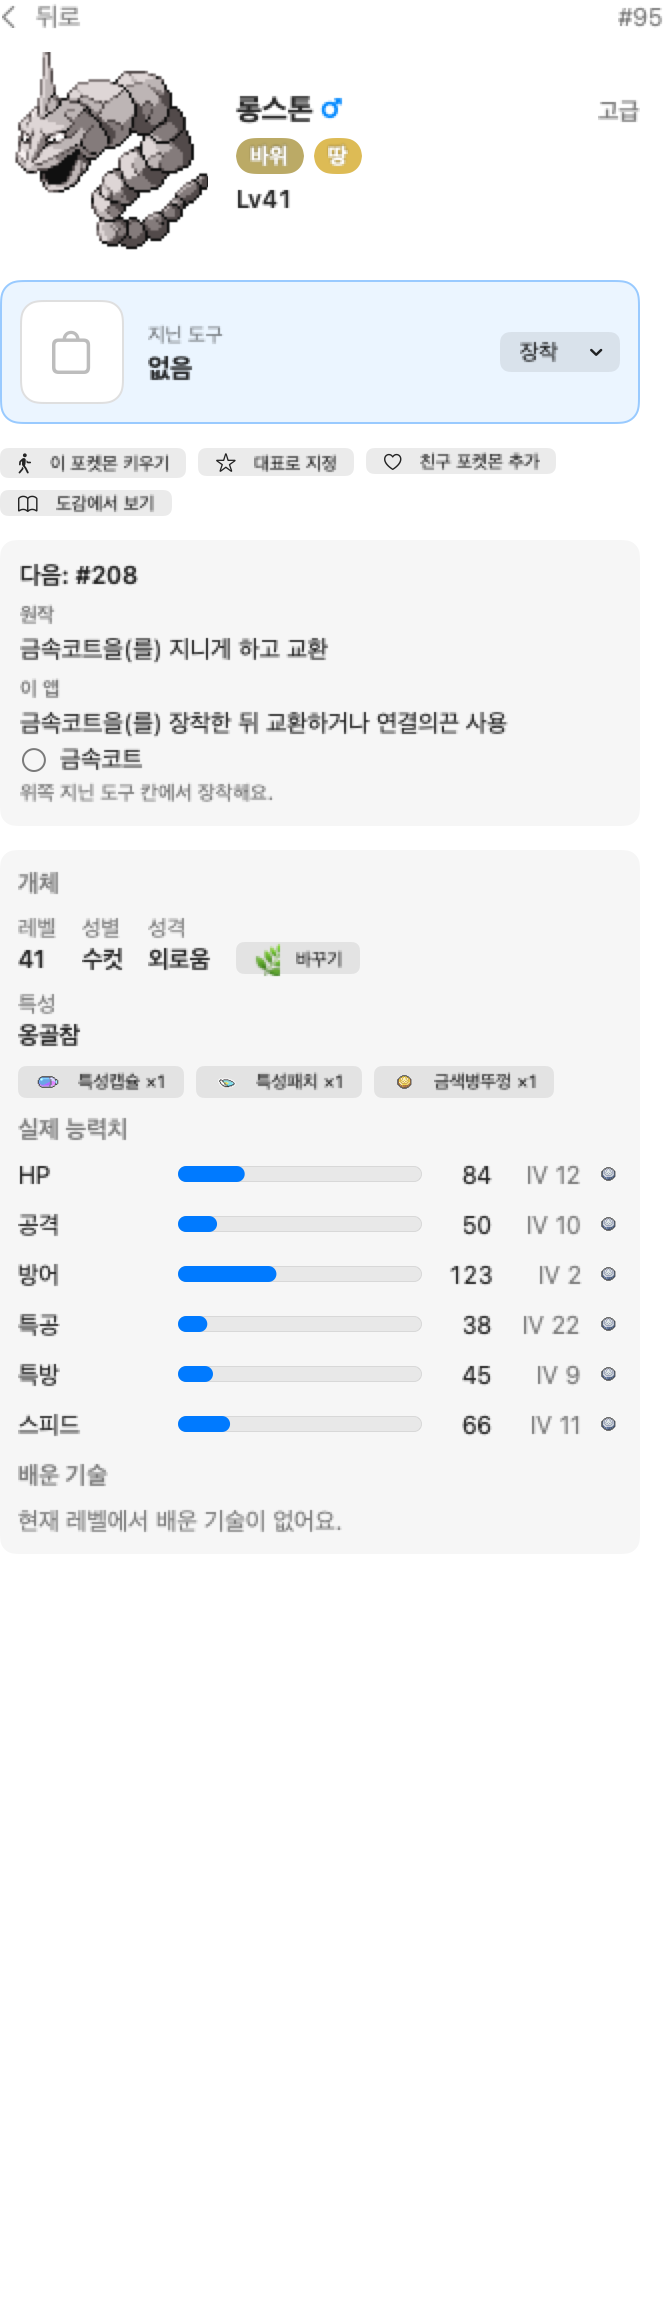 뒤로 #95
롱스톤 ♂ 고급
바위 땅
Lv41
지닌 도구
없음
장착
이 포켓몬 키우기 대표로 지정 친구 포켓몬 추가
도감에서 보기
다음: #208
원작
금속코트을(를) 지니게 하고 교환
이 앱
금속코트을(를) 장착한 뒤 교환하거나 연결의끈 사용
금속코트
위쪽 지닌 도구 칸에서 장착해요.
개체
레벨 성별 성격
41 수컷 외로움 바꾸기
특성
옹골참
특성캡슐 ×1 특성패치 ×1 금색병뚜껑 ×1
실제 능력치
HP 84 IV 12
공격 50 IV 10
방어 123 IV 2
특공 38 IV 22
특방 45 IV 9
스피드 66 IV 11
배운 기술
현재 레벨에서 배운 기술이 없어요.